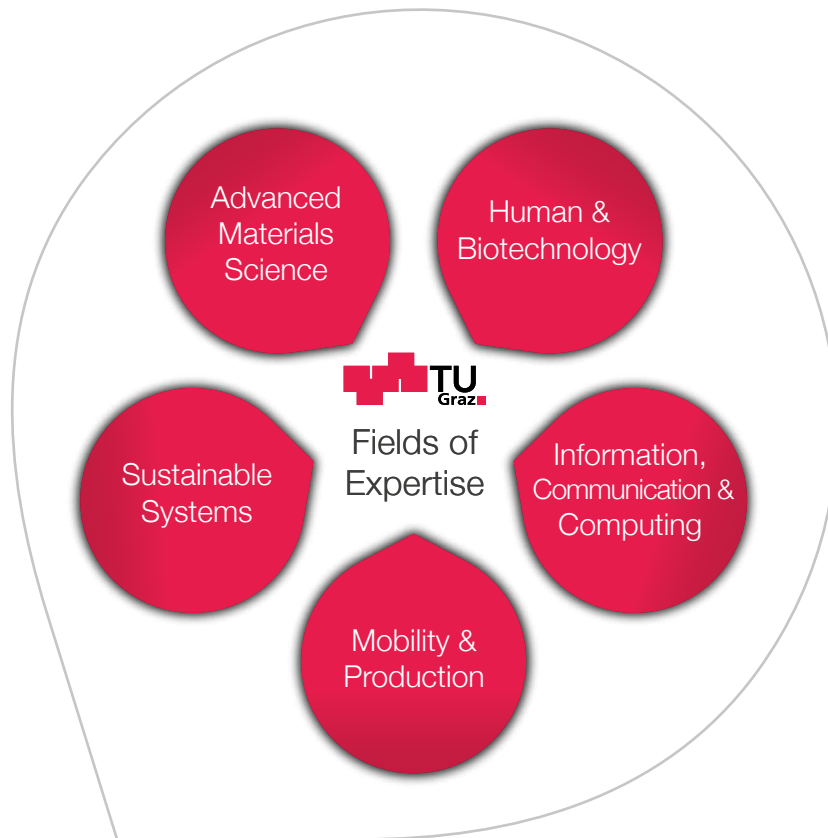 Advanced
Materials
Science
Human &
Biotechnology
TU
Graz
Fields of
Expertise
Sustainable
Systems
Information,
Communication &
Computing
Mobility &
Production